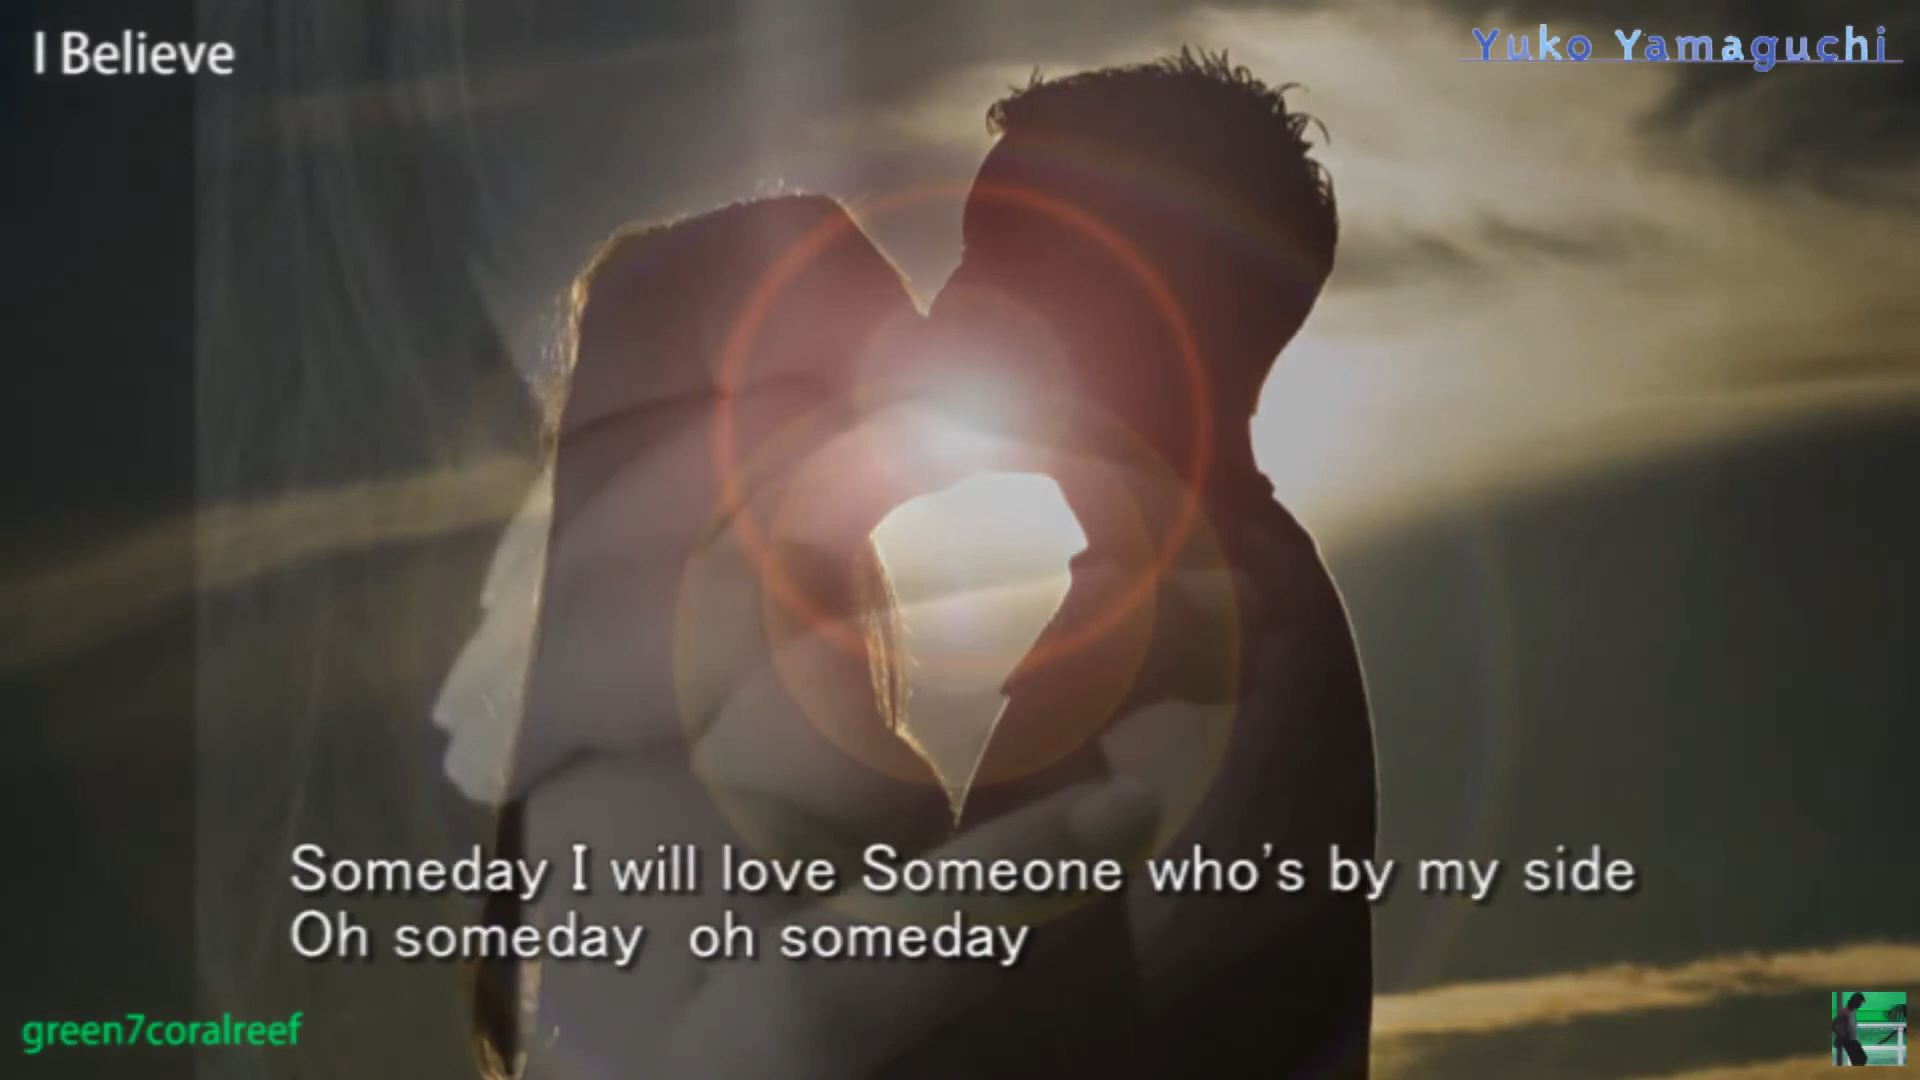 I Believe
Yuko Yamaguchi
Someday I will love Someone who's by my side
Oh someday oh someday
green7coralreef